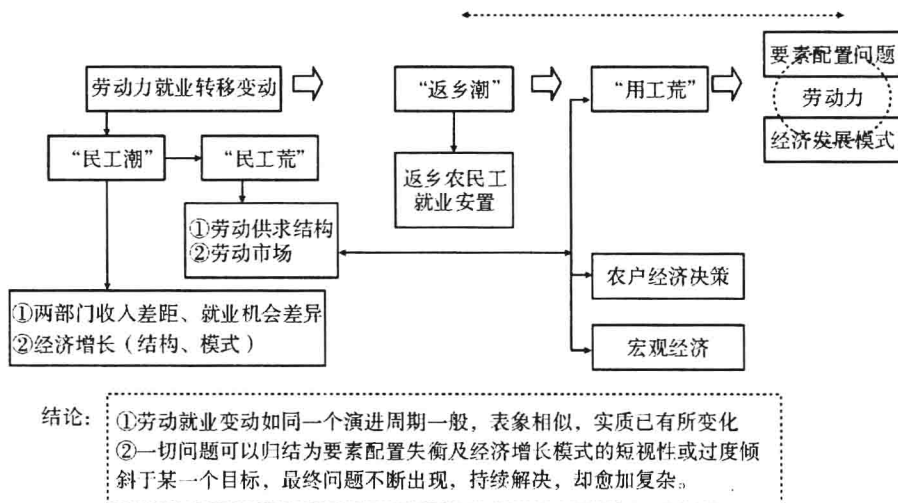 要素配置问题
劳动力就业转移变动
“返乡潮”
“用工荒”
劳动力
经济发展模式
“民工潮”
“民工荒”
返乡农民工
就业安置
①劳动供求结构
②劳动市场
农户经济决策
①两部门收入差距、就业机会差异
②经济增长（结构、模式）
宏观经济
结论：
①劳动就业变动如同一个演进周期一般，表象相似，实质已有所变化
②一切问题可以归结为要素配置失衡及经济增长模式的短视性或过度倾
斜于某一个目标，最终问题不断出现，持续解决，却愈加复杂。